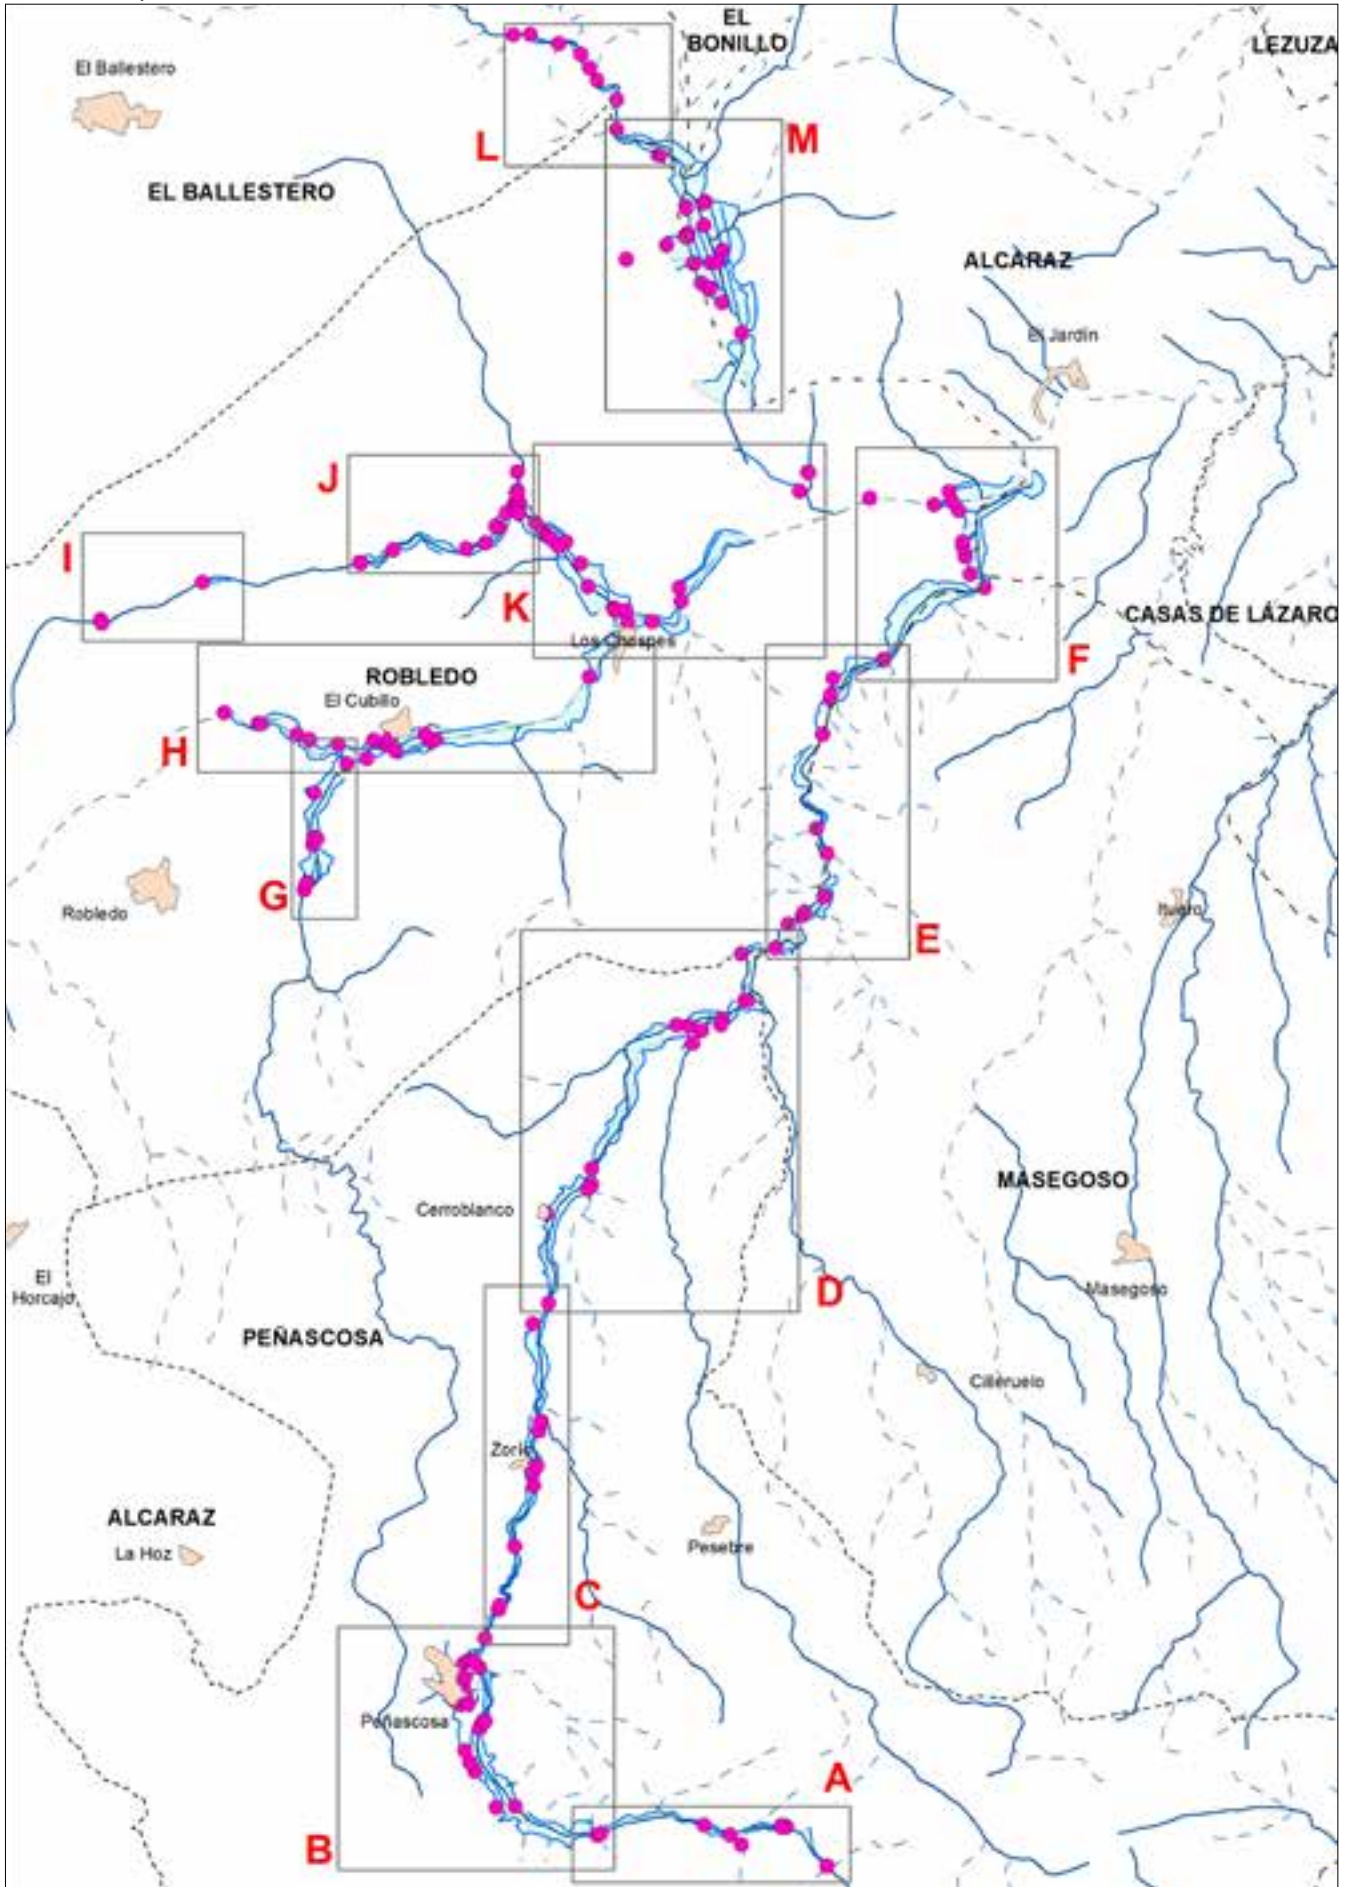 EL
BONILLO
LEZUZA
El Ballestero
L
M
EL BALLESTERO
ALCARAZ
El Jardín
J
I
K
CASAS DE LÁZARO
Los Chospes
F
ROBLEDO
El Cubillo
H
G
Robledo
Ituero
E
MASEGOSO
Cerroblanco
El
Horcajo
D
Masegoso
PEÑASCOSA
Cilleruelo
ALCARAZ
La Hoz
Pesebre
C
Peñascosa
A
B